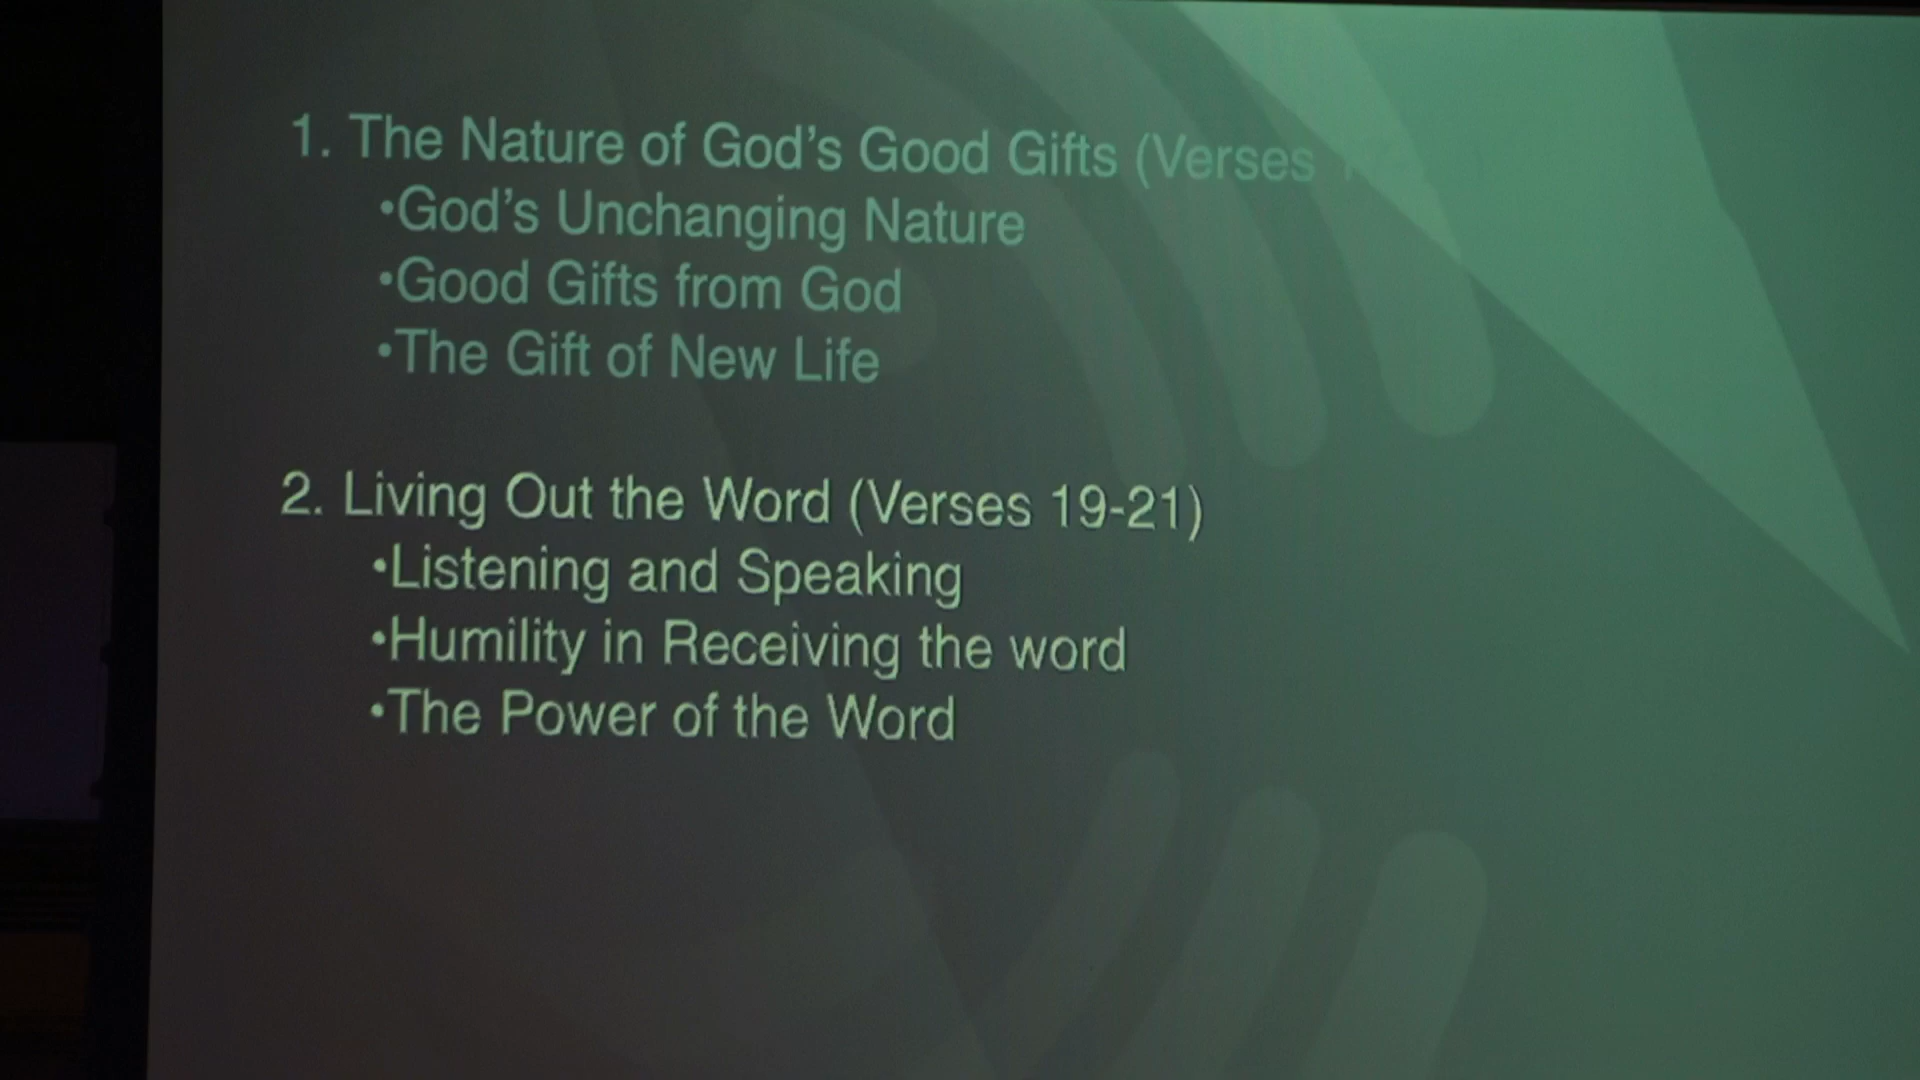 1. The Nature of God’s Good Gifts (Verses
•God’s Unchanging Nature
•Good Gifts from God
•The Gift of New Life
2. Living Out the Word (Verses 19-21)
•Listening and Speaking
•Humility in Receiving the word
•The Power of the Word